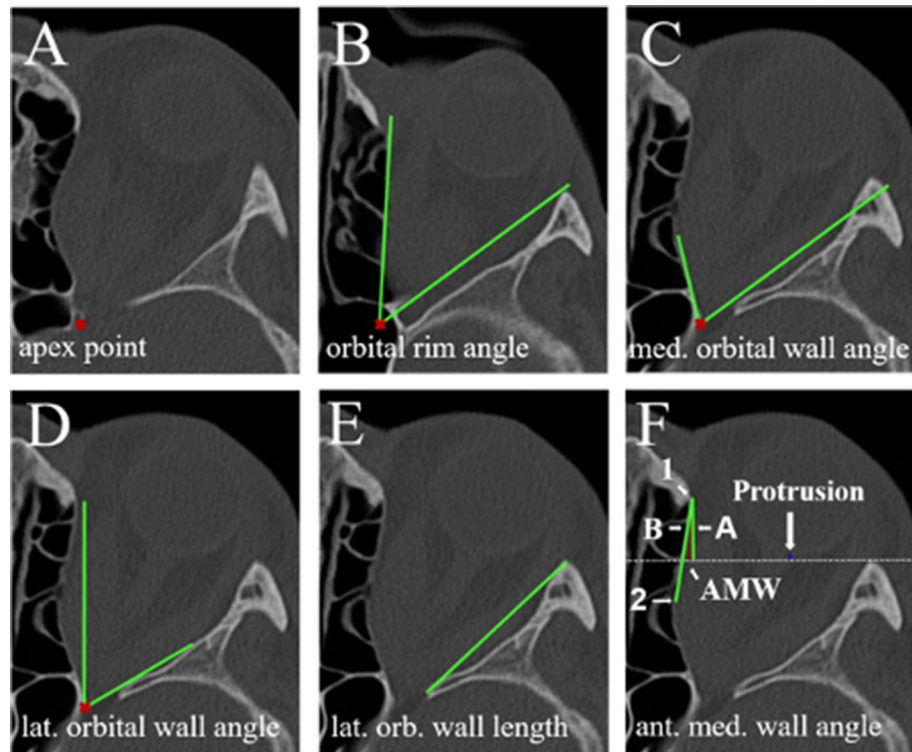 A
apex point
B
orbital rim angle
C
med. orbital wall angle
D
lat. orbital wall angle
E
lat. orb. wall length
F
1
Protrusion
B
A
AMW
2
ant. med. wall angle